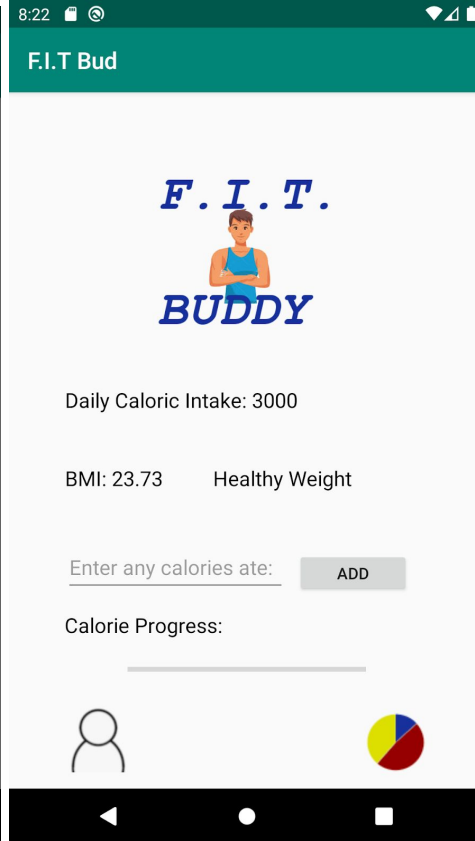 8:22
F.I.T Bud
F.I.T.
BUDDY
Daily Caloric Intake: 3000
BMI: 23.73 Healthy Weight
Enter any calories ate: ADD
Calorie Progress: